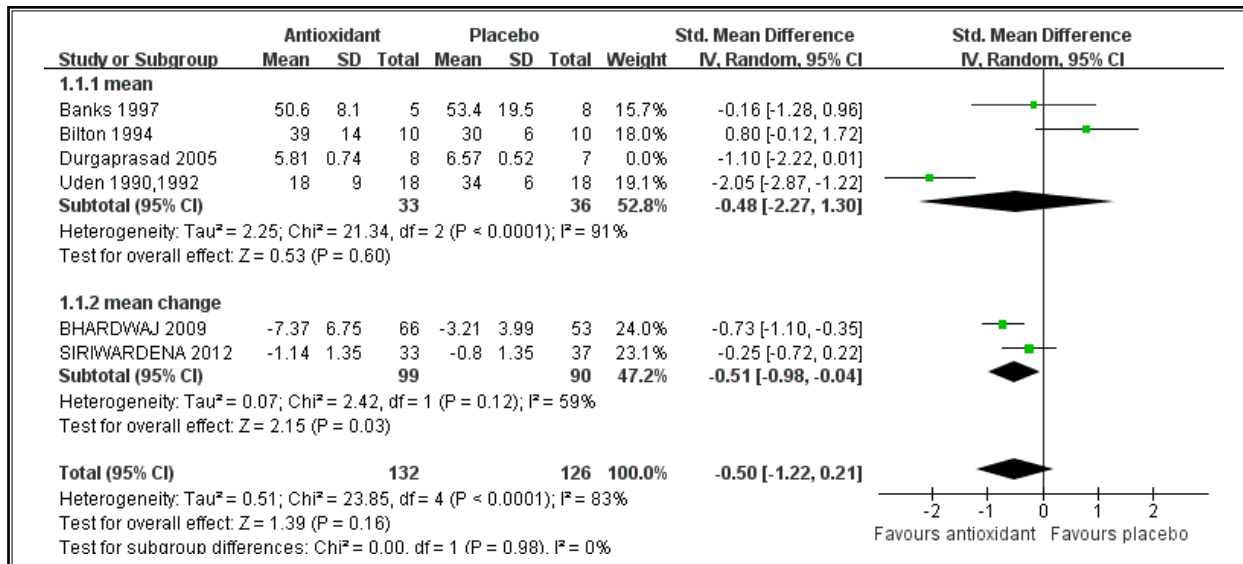 Antioxidant Placebo Std. Mean Difference Std. Mean Difference
Study or Subgroup Mean SD Total Mean SD Total Weight IV, Random, 95% CI IV, Random, 95% CI
1.1.1 mean
Banks 1997 50.6 8.1 5 53.4 19.5 8 15.7% -0.16 [-1.28, 0.96]
Bilton 1994 39 14 10 30 6 10 18.0% 0.80 [-0.12, 1.72]
Durgaprasad 2005 5.81 0.74 8 6.57 0.52 7 0.0% -1.10 [-2.22, 0.01]
Uden 1990,1992 18 9 18 34 6 18 19.1% -2.05 [-2.87, -1.22]
Subtotal (95% CI) 33 36 52.8% -0.48 [-2.27, 1.30]
Heterogeneity: Tau² = 2.25; Chi² = 21.34, df = 2 (P < 0.0001); I² = 91%
Test for overall effect: Z = 0.53 (P = 0.60)
1.1.2 mean change
BHARDWAJ 2009 -7.37 6.75 66 -3.21 3.99 53 24.0% -0.73 [-1.10, -0.35]
SIRIWARDENA 2012 -1.14 1.35 33 -0.8 1.35 37 23.1% -0.25 [-0.72, 0.22]
Subtotal (95% CI) 99 90 47.2% -0.51 [-0.98, -0.04]
Heterogeneity: Tau² = 0.07; Chi² = 2.42, df = 1 (P = 0.12); I² = 59%
Test for overall effect: Z = 2.15 (P = 0.03)
Total (95% CI) 132 126 100.0% -0.50 [-1.22, 0.21]
Heterogeneity: Tau² = 0.51; Chi² = 23.85, df = 4 (P < 0.0001); I² = 83%
Test for overall effect: Z = 1.39 (P = 0.16)
Test for subgroup differences: Chi² = 0.00, df = 1 (P = 0.98), I² = 0%
-2 -1 0 1 2
Favours antioxidant Favours placebo